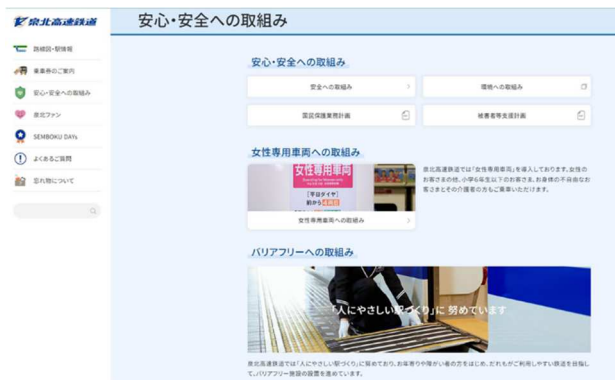 泉北高速鉄道
安心・安全への取組み
路線図・駅情報
乗車券のご案内
安心・安全への取組み
泉北ファン
SEMBOKU DAYs
よくあるご質問
忘れ物について
安心・安全への取組み
安全への取組み
環境への取組み
国民保護業務計画
被害者等支援計画
女性専用車両への取組み
女性専用車両
【平日ダイヤ】
前から4両目
女性専用車両への取組み
泉北高速鉄道では「女性専用車両」を導入しております。女性の
お客さまの他、小学6年生以下のお客さま、お身体の不自由なお
客さまとその介護者の方もご乗車いただけます。
バリアフリーへの取組み
「人にやさしい駅づくり」に 努めています
泉北高速鉄道では「人にやさしい駅づくり」に努めており、お年寄りや障がい者の方をはじめ、だれもがご利用しやすい鉄道を目指し
て、バリアフリー施設の設置を進めています。